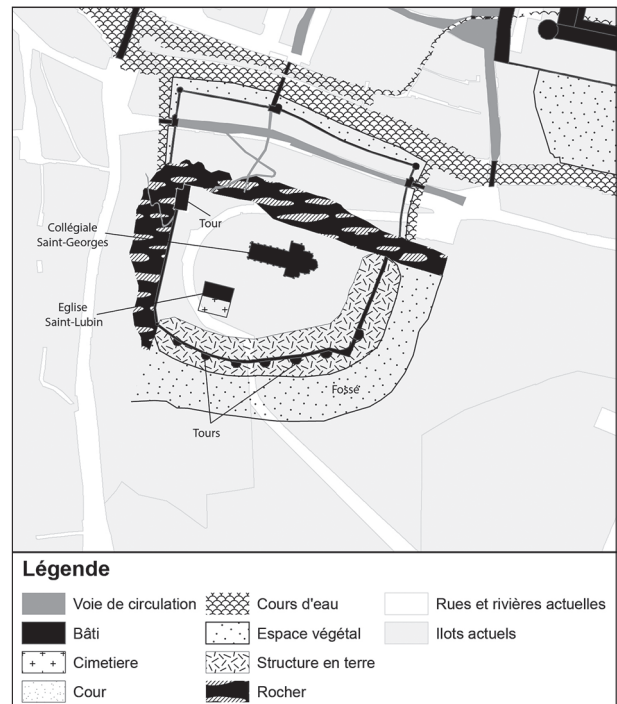 Collégiale
Saint-Georges
Tour
Eglise
Saint-Lubin
Fossé
Tours
Légende
Voie de circulation
Bâti
Cimetiere
Cour
Cours d'eau
Espace végétal
Structure en terre
Rocher
Rues et rivières actuelles
Ilots actuels